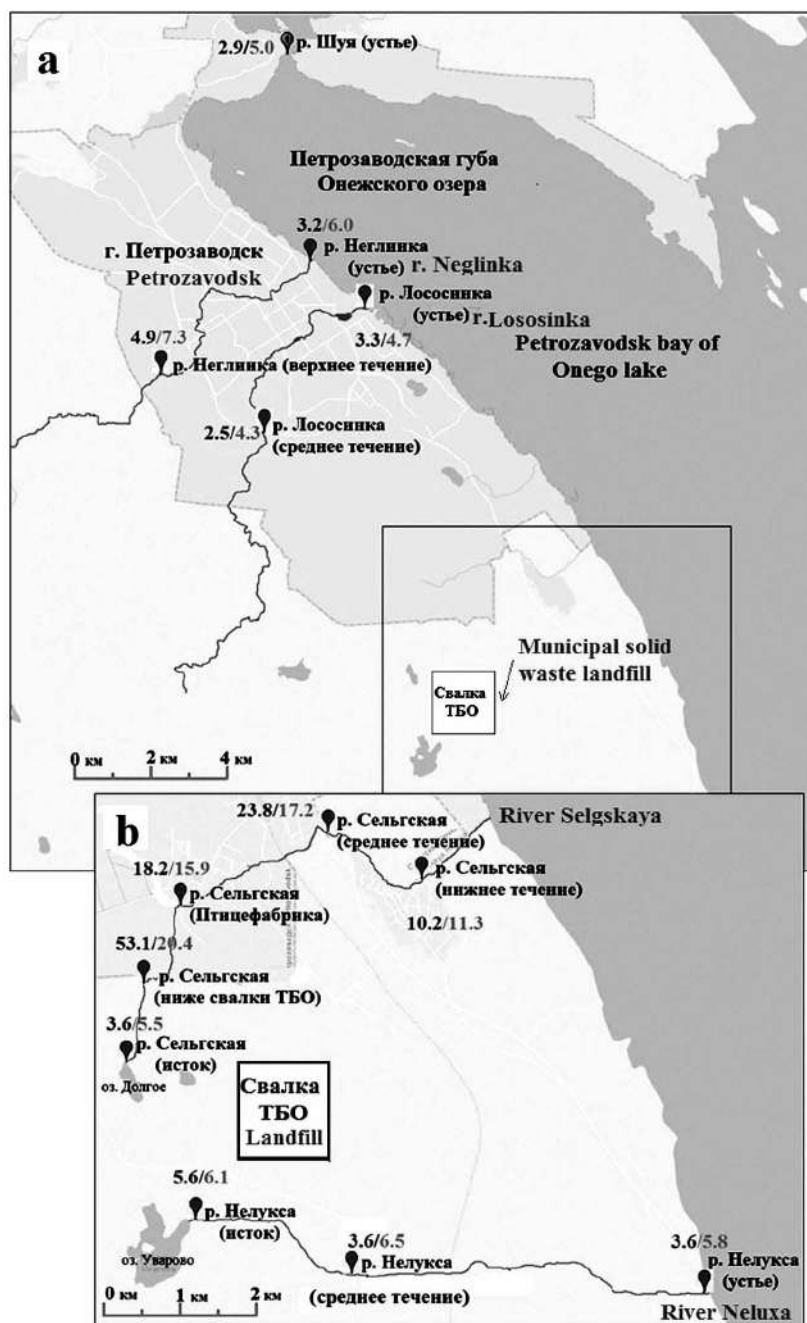 a
2.9/5.0
р. Шуя (устье)
Петрозаводская губа
Онежского озера
3.2/6.0
г. Петрозаводск
Petrozavodsk
р. Неглинка
(устье) r. Neglinka
р. Лососинка
(устье) r.Lososinka
3.3/4.7
Petrozavodsk bay of
Onego lake
4.9/7.3
р. Неглинка (верхнее течение)
2.5/4.3
р. Лососинка
(среднее течение)
Municipal solid
waste landfill
Свалка
ТБО
0 км 2 км 4 км
b
23.8/17.2
р. Сельгская
(среднее течение)
River Selgskaya
18.2/15.9
р. Сельгская
(Птицефабрика)
р. Сельгская
(нижнее течение)
10.2/11.3
53.1/20.4
р. Сельгская
(ниже свалки ТБО)
3.6/5.5
р. Сельгская
(исток)
оз. Долгое
Свалка
ТБО
Landfill
5.6/6.1
р. Нелукса
(исток)
оз. Уварово
3.6/6.5
р. Нелукса
(среднее течение)
3.6/5.8
р. Нелукса
(устье)
River Neluxa
0 км 1 км 2 км